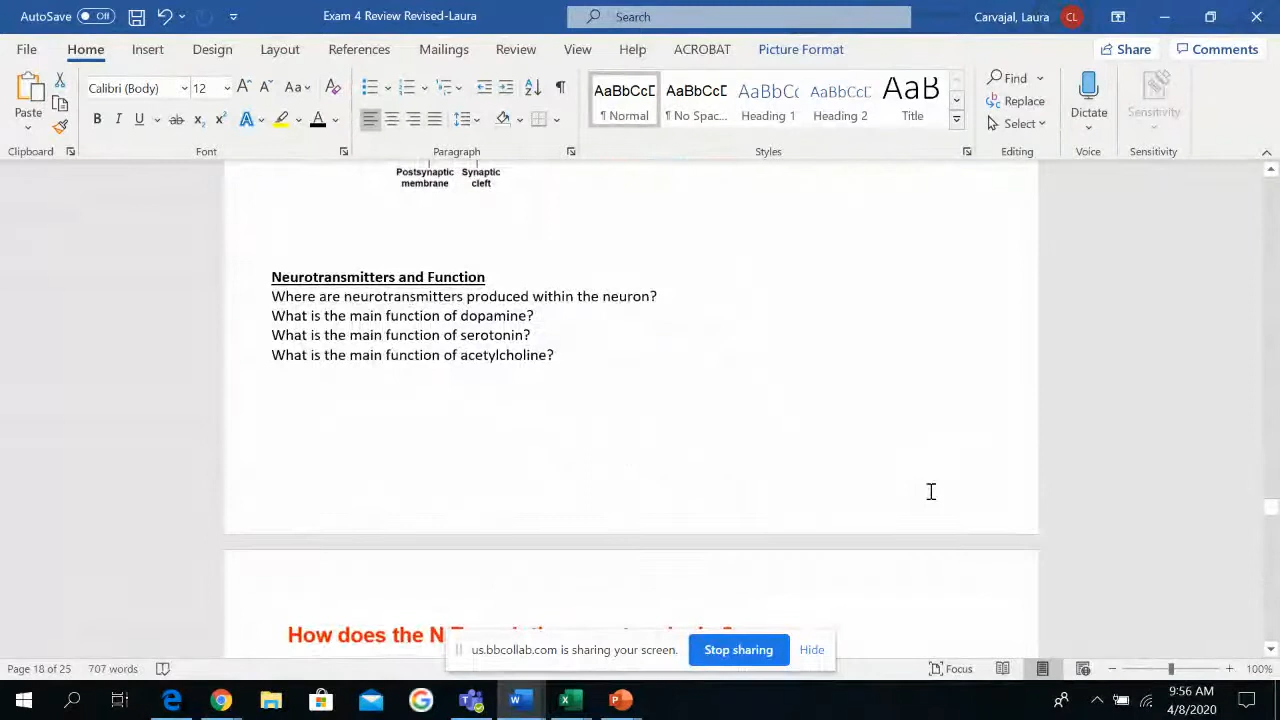 AutoSave Off Exam 4 Review Revised-Laura Search Carvajal, Laura CL
File Home Insert Design Layout References Mailings Review View Help ACROBAT Picture Format Share Comments
Calibri (Body) 12 Aa AaBbCcD AaBbCcD AaBbCc AaBbCcD AaB Find
Paste ¶ Normal ¶ No Spac... Heading 1 Heading 2 Title Replace Dictate Sensitivity
B I U ab x₂ x² A A Select
Clipboard Font Paragraph Styles Editing Voice Sensitivity
Postsynaptic Synaptic
membrane cleft
Neurotransmitters and Function
Where are neurotransmitters produced within the neuron?
What is the main function of dopamine?
What is the main function of serotonin?
What is the main function of acetylcholine?
How does the N
us.bbcollab.com is sharing your screen. Stop sharing Hide
Page 18 of 25 707 words Focus 100%
9:56 AM
4/8/2020